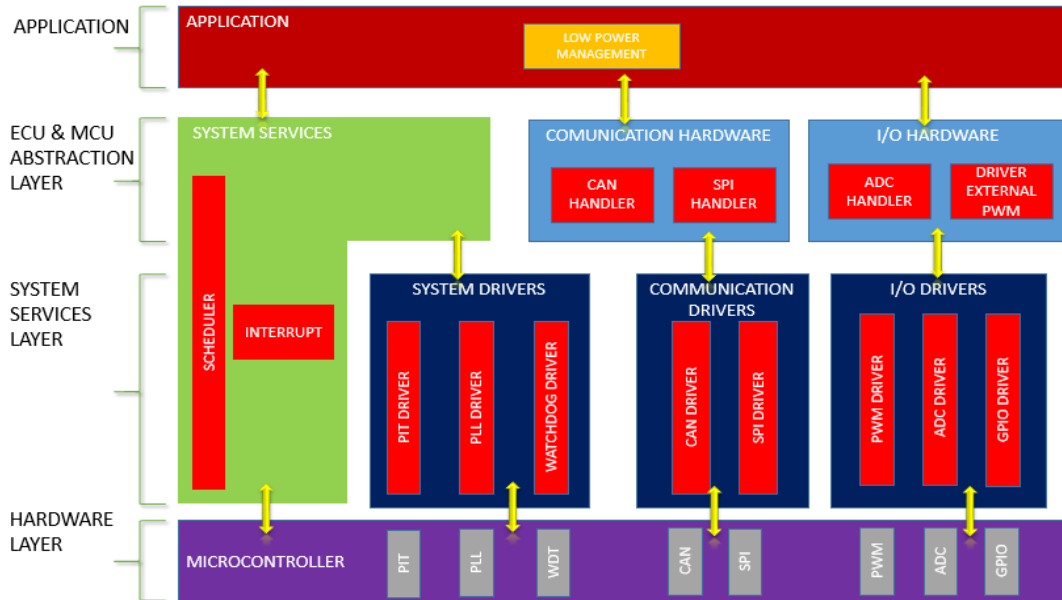 APPLICATION
APPLICATION
LOW POWER
MANAGEMENT
ECU & MCU
ABSTRACTION
LAYER
SYSTEM SERVICES
COMUNICATION HARDWARE
I/O HARDWARE
CAN
HANDLER
SPI
HANDLER
ADC
HANDLER
DRIVER
EXTERNAL
PWM
SYSTEM
SERVICES
LAYER
SCHEDULER
INTERRUPT
SYSTEM DRIVERS
PIT DRIVER
PLL DRIVER
WATCHDOG DRIVER
COMMUNICATION
DRIVERS
CAN DRIVER
SPI DRIVER
I/O DRIVERS
PWM DRIVER
ADC DRIVER
GPIO DRIVER
HARDWARE
LAYER
MICROCONTROLLER
PIT
PLL
WDT
CAN
SPI
PWM
ADC
GPIO